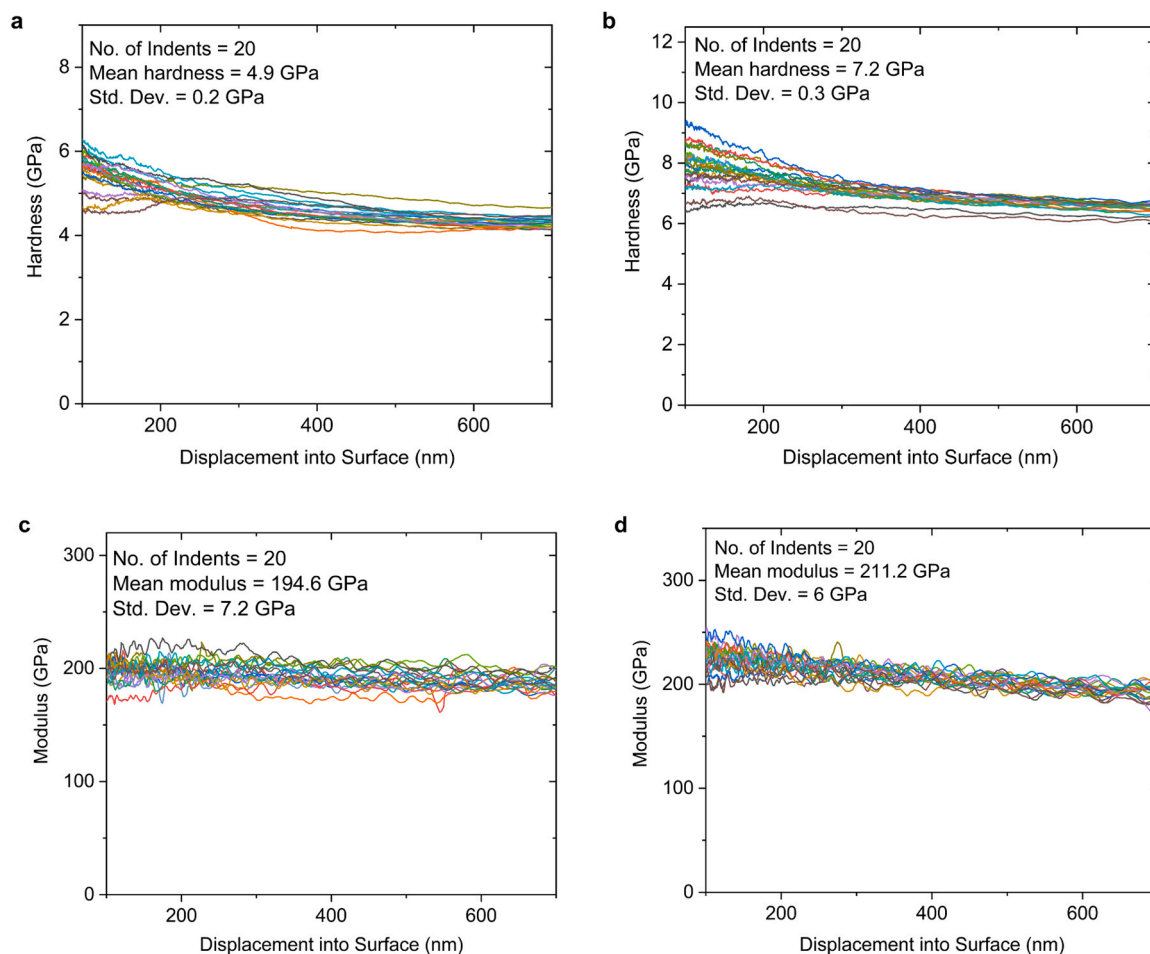 a
No. of Indents = 20
Mean hardness = 4.9 GPa
Std. Dev. = 0.2 GPa
8
6
4
2
0
Hardness (GPa)
200
400
600
Displacement into Surface (nm)
b
No. of Indents = 20
Mean hardness = 7.2 GPa
Std. Dev. = 0.3 GPa
12
10
8
6
4
2
0
Hardness (GPa)
200
400
600
Displacement into Surface (nm)
c
No. of Indents = 20
Mean modulus = 194.6 GPa
Std. Dev. = 7.2 GPa
300
200
100
0
Modulus (GPa)
200
400
600
Displacement into Surface (nm)
d
No. of Indents = 20
Mean modulus = 211.2 GPa
Std. Dev. = 6 GPa
300
200
100
0
Modulus (GPa)
200
400
600
Displacement into Surface (nm)